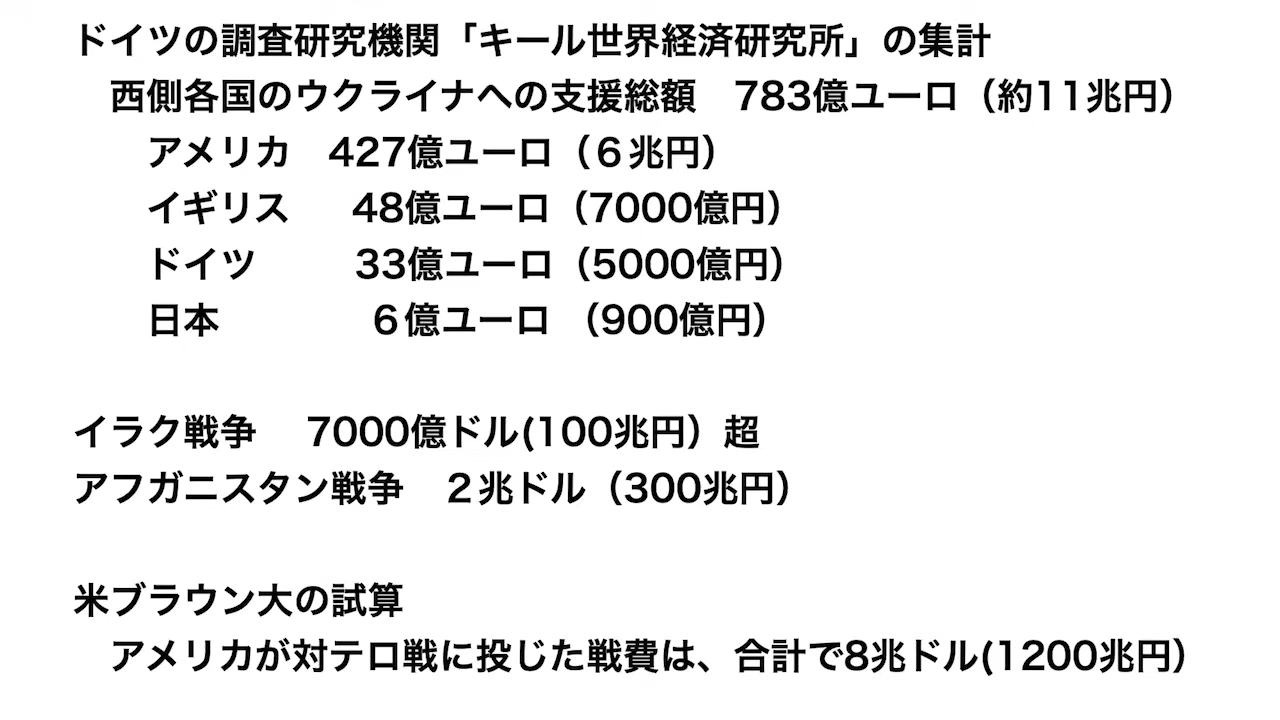 ドイツの調査研究機関「キール世界経済研究所」の集計
西側各国のウクライナへの支援総額　783億ユーロ（約11兆円）
アメリカ　427億ユーロ（６兆円）
イギリス　48億ユーロ（7000億円）
ドイツ　33億ユーロ（5000億円）
日本　６億ユーロ （900億円）
イラク戦争　7000億ドル(100兆円）超
アフガニスタン戦争　２兆ドル（300兆円）
米ブラウン大の試算
アメリカが対テロ戦に投じた戦費は、合計で8兆ドル(1200兆円）